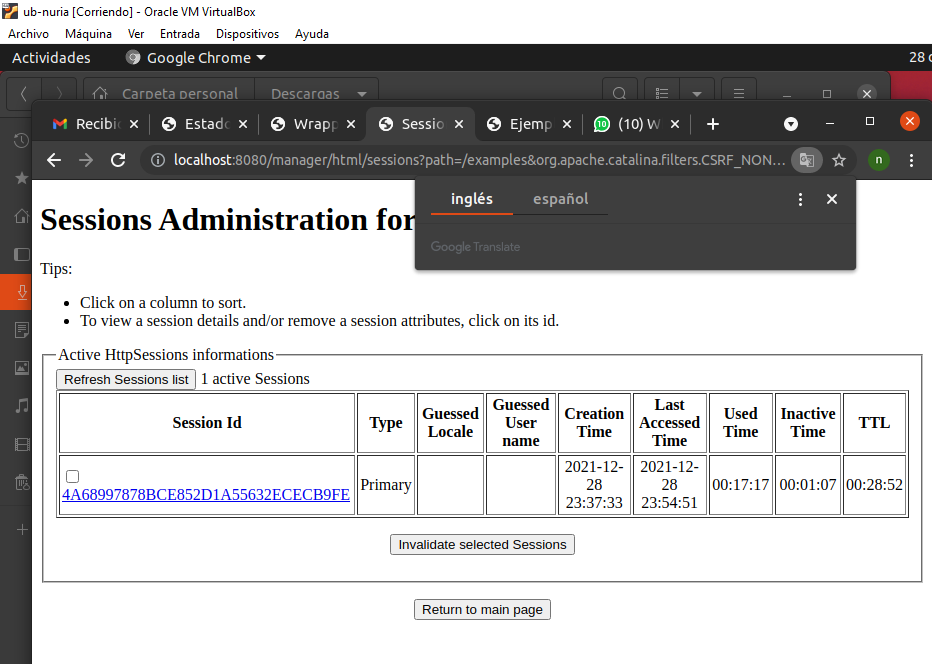 ub-nuria [Corriendo] - Oracle VM VirtualBox
Archivo Máquina Ver Entrada Dispositivos Ayuda
Actividades Google Chrome 28 d
Carpeta personal Descargas
Recibi Estado Wrapp Sessio Ejemp (10) W
localhost:8080/manager/html/sessions?path=/examples&org.apache.catalina.filters.CSRF_NON... n
inglés español
Google Translate
Sessions Administration for
Tips:
• Click on a column to sort.
• To view a session details and/or remove a session attributes, click on its id.
Active HttpSessions informations
Refresh Sessions list 1 active Sessions
Session Id Type Guessed Locale Guessed User name Creation Time Last Accessed Time Used Time Inactive Time TTL
4A68997878BCE852D1A55632ECECB9FE Primary 2021-12-28 23:37:33 2021-12-28 23:54:51 00:17:17 00:01:07 00:28:52
Invalidate selected Sessions
Return to main page